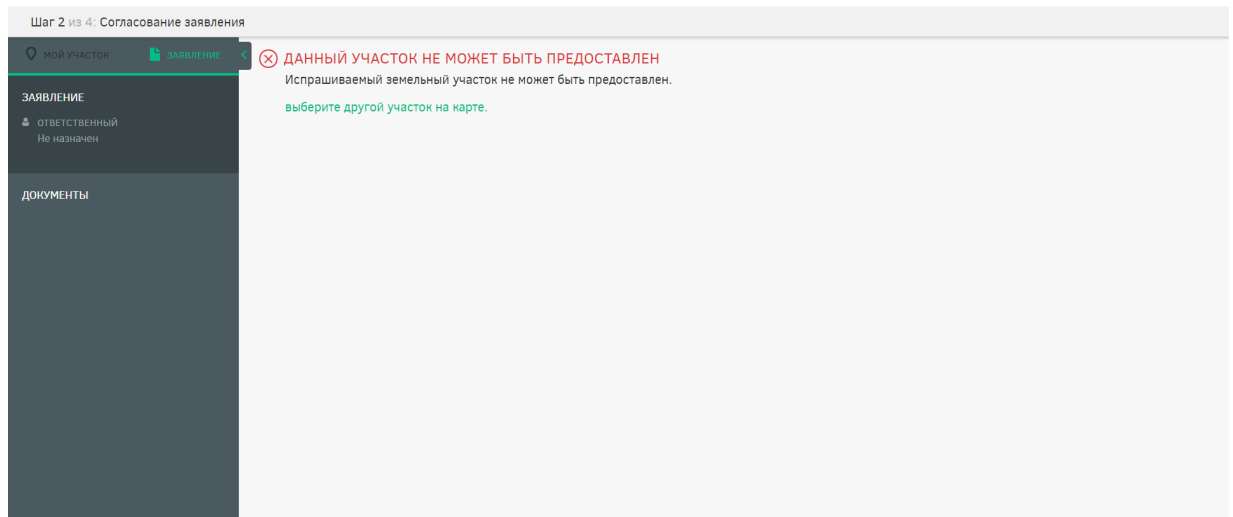 Шаг 2 из 4: Согласование заявления
МОЙ УЧАСТОК ЗАЯВЛЕНИЕ
ДАННЫЙ УЧАСТОК НЕ МОЖЕТ БЫТЬ ПРЕДОСТАВЛЕН
Испрашиваемый земельный участок не может быть предоставлен.
выберите другой участок на карте.
ЗАЯВЛЕНИЕ
ОТВЕТСТВЕННЫЙ
Не назначен
ДОКУМЕНТЫ